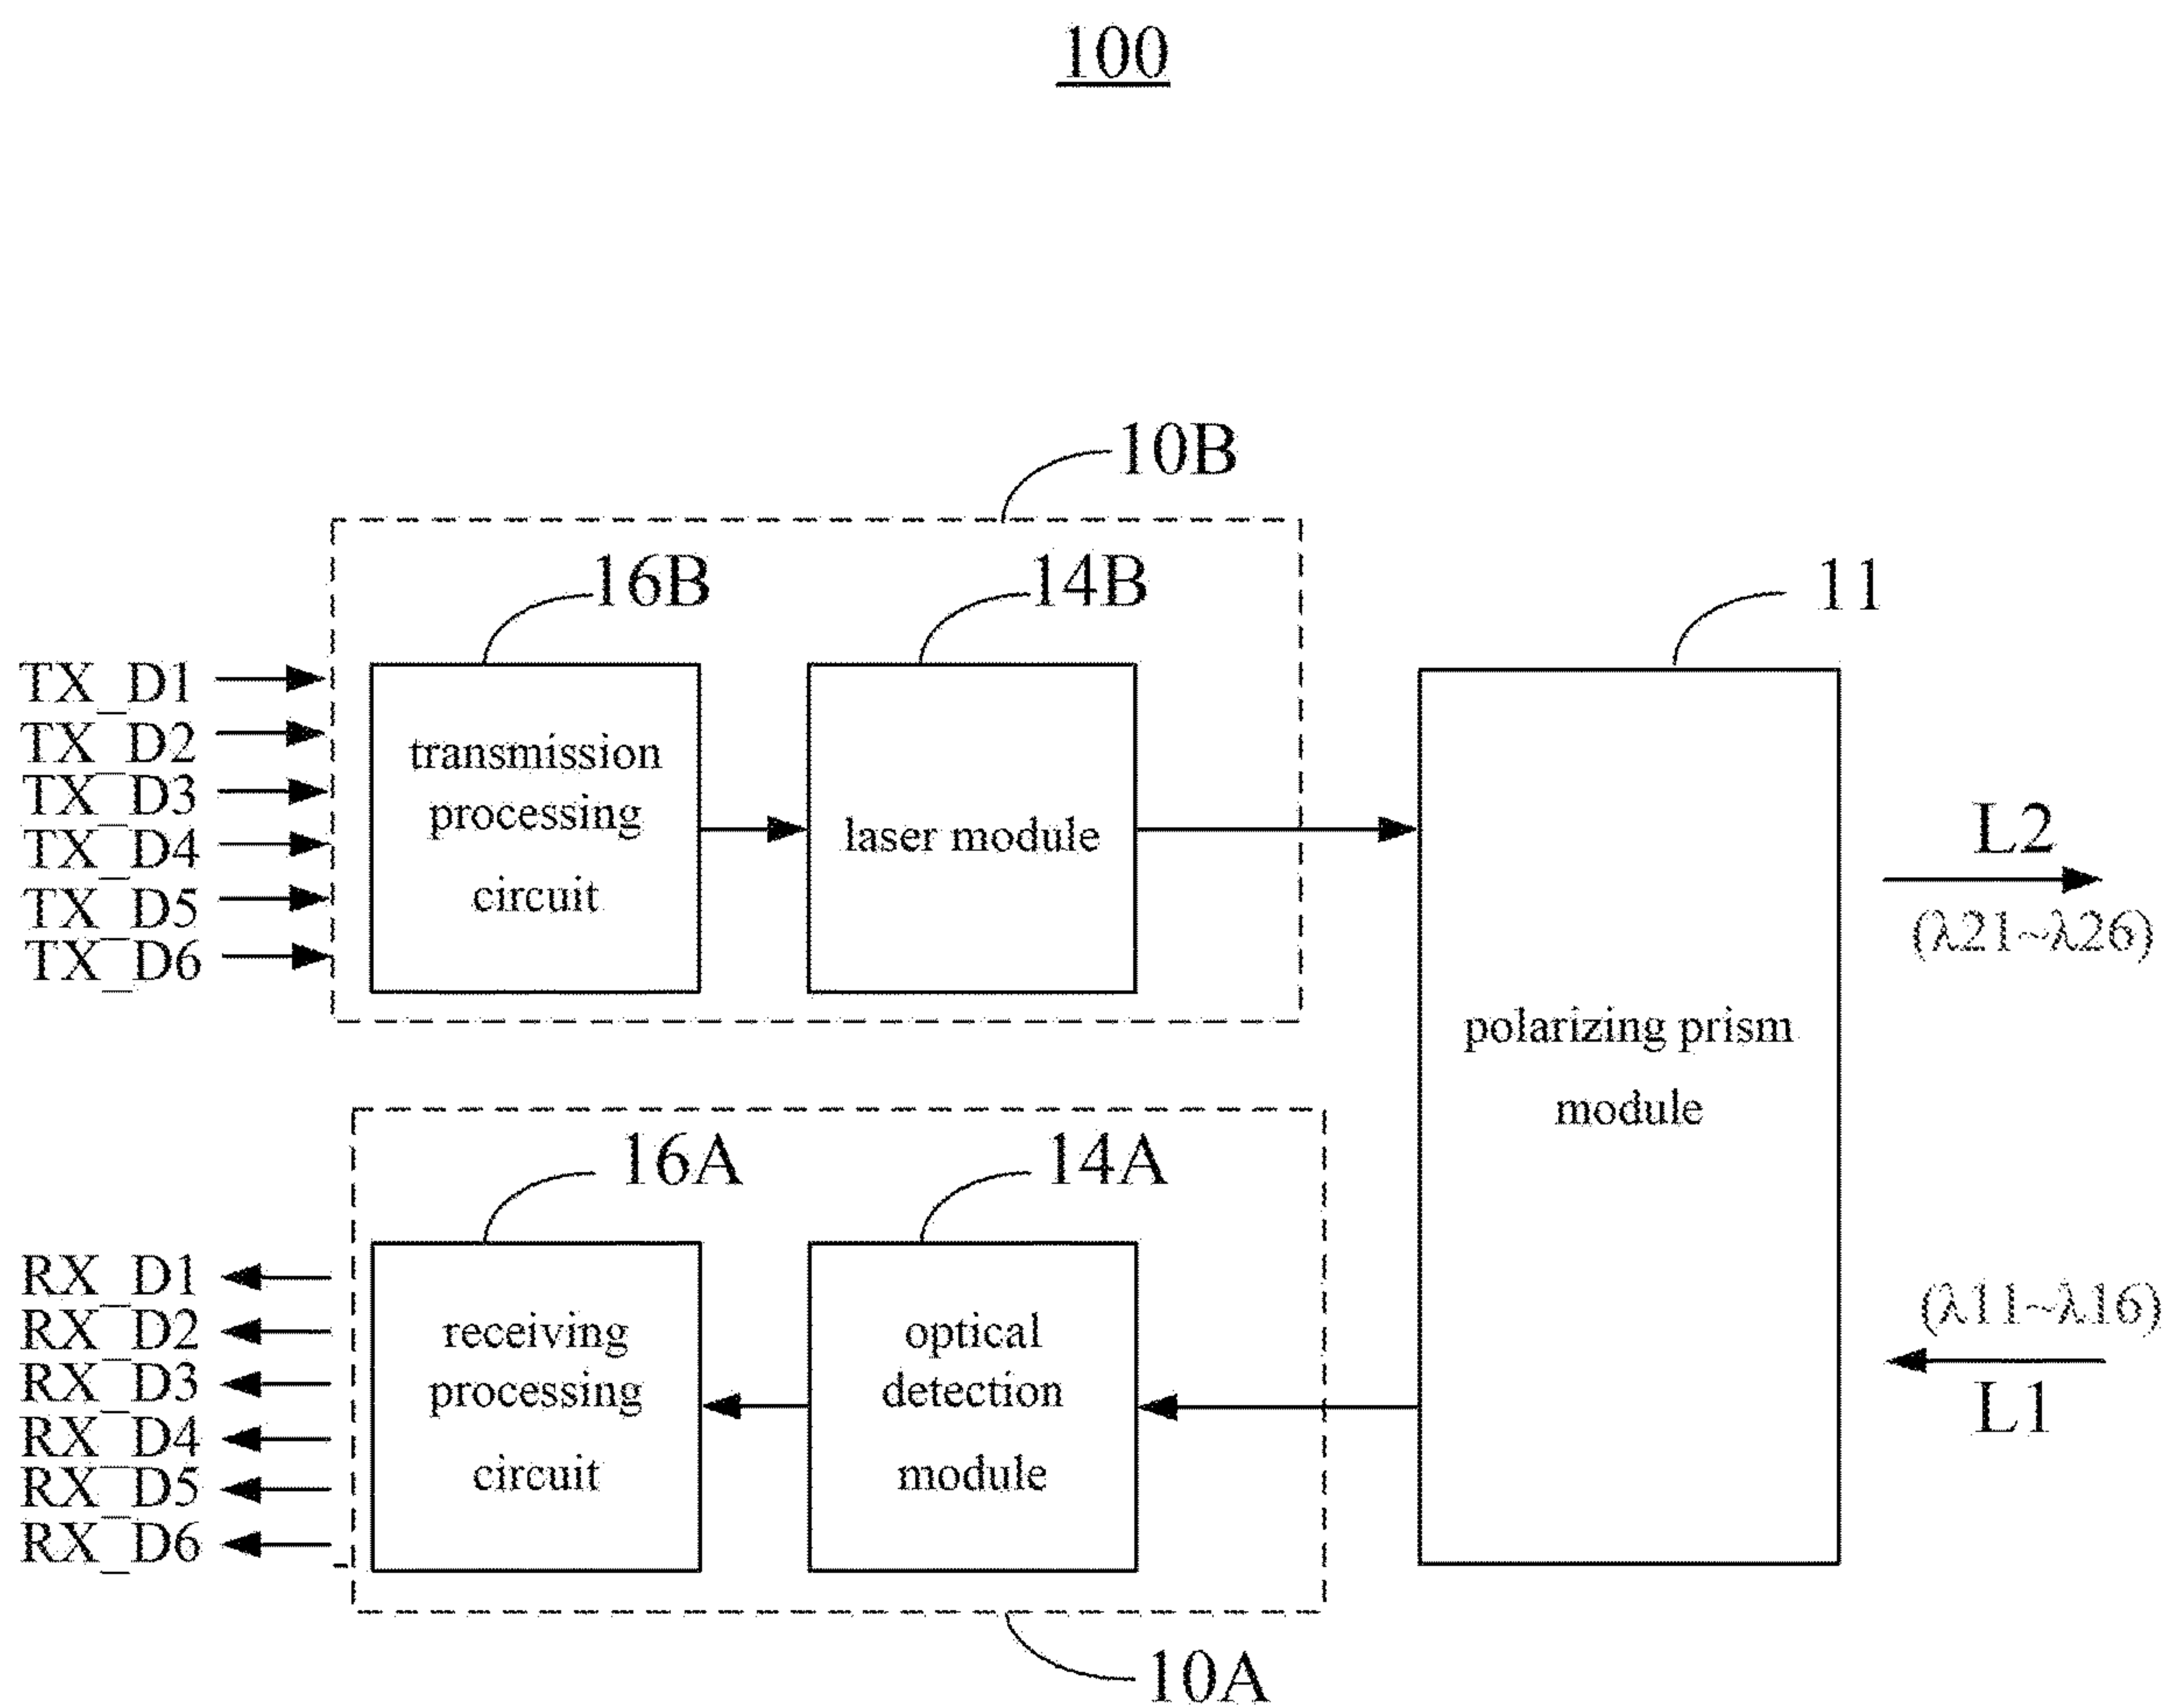 100
10B
16B
14B
11
TX_D1
TX_D2
TX_D3
TX_D4
TX_D5
TX_D6
transmission
processing
circuit
laser module
L2
(λ21~λ26)
polarizing prism
module
16A
14A
RX_D1
RX_D2
RX_D3
RX_D4
RX_D5
RX_D6
receiving
processing
circuit
optical
detection
module
(λ11~λ16)
L1
10A